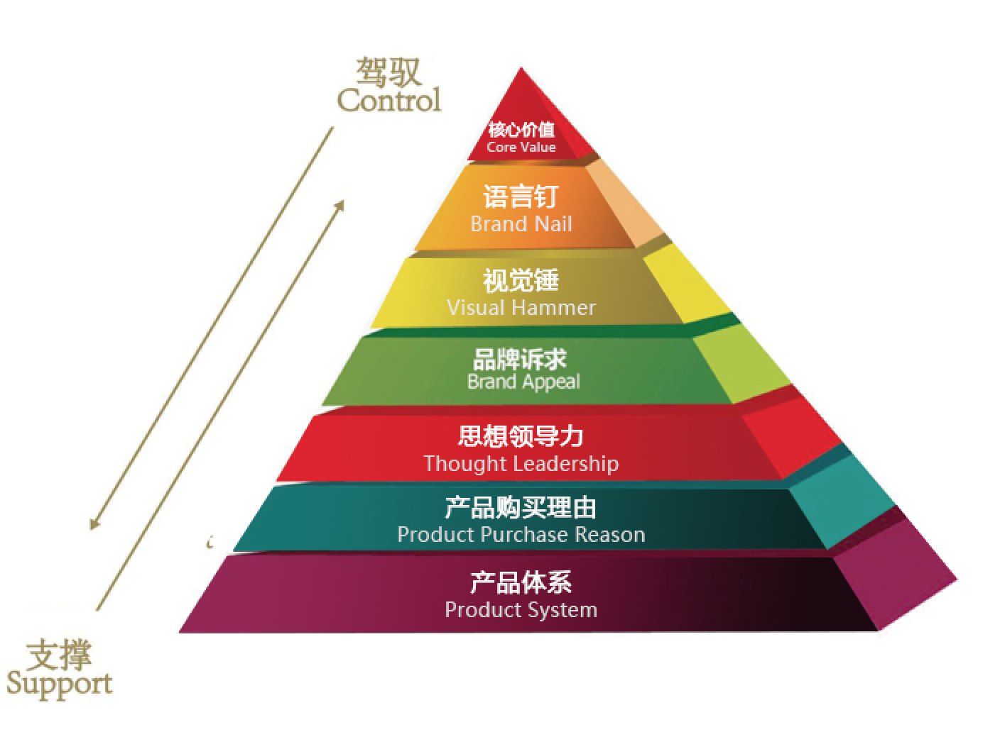 驾驭
Control
核心价值
Core Value
语言钉
Brand Nail
视觉锤
Visual Hammer
品牌诉求
Brand Appeal
思想领导力
Thought Leadership
产品购买理由
Product Purchase Reason
产品体系
Product System
支撑
Support